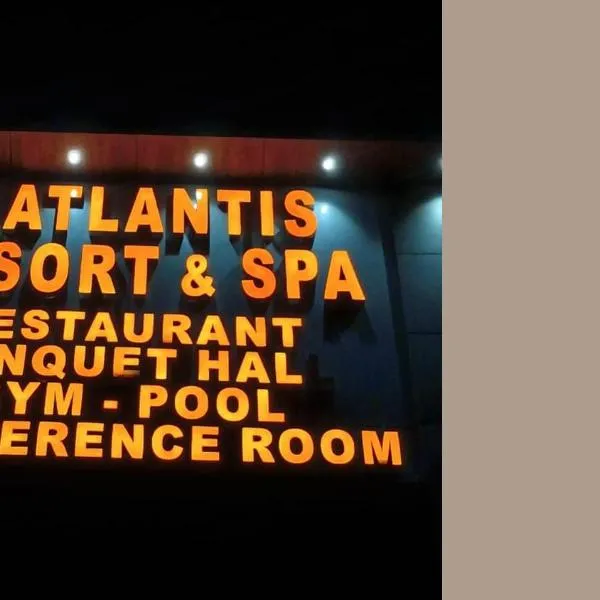 ATLANTIS
SORT & SPA
ESTAURANT
NQUET HAL
YM - POOL
ERENCE ROOM